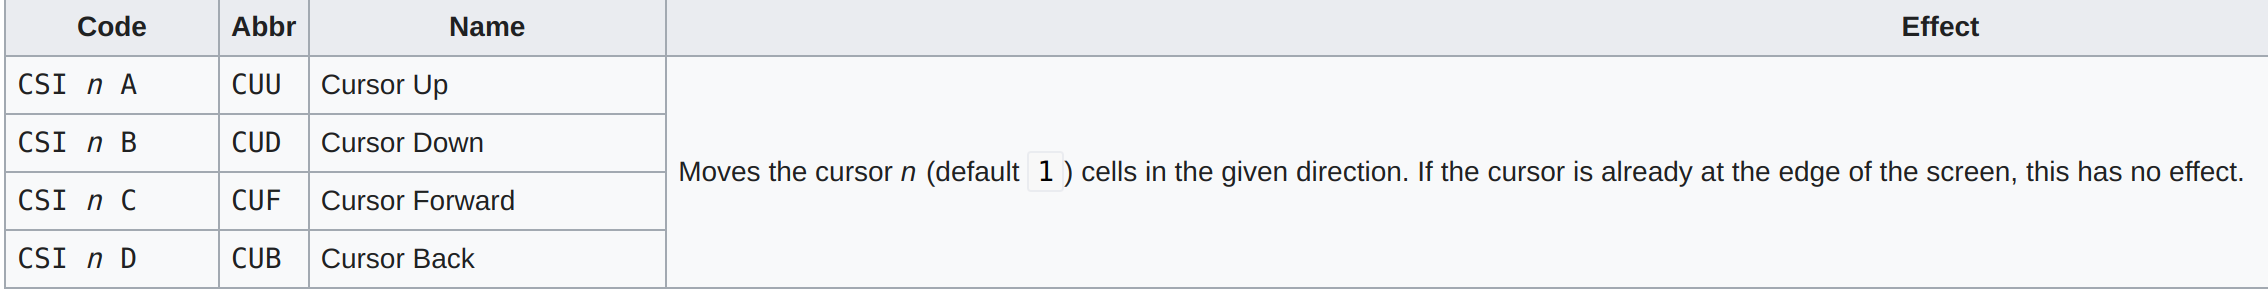 Code Abbr Name Effect
CSI n A CUU Cursor Up
CSI n B CUD Cursor Down
Moves the cursor n (default 1) cells in the given direction. If the cursor is already at the edge of the screen, this has no effect.
CSI n C CUF Cursor Forward
CSI n D CUB Cursor Back